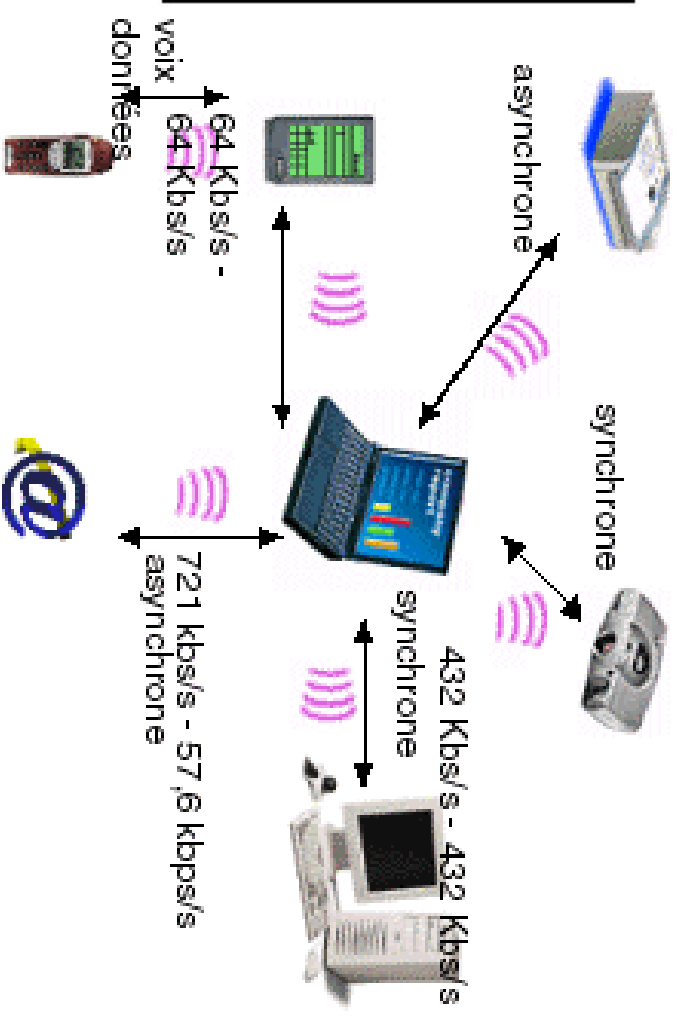 asynchrone
synchrone
voix
données
64 Kbs/s -
64 Kbs/s
432 Kbs/s - 432 Kbs/s
synchrone
721 kbs/s - 57,6 kbps/s
asynchrone